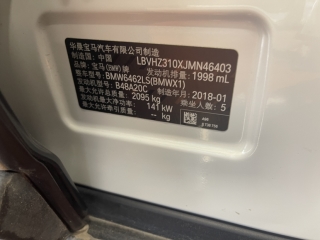 华晨宝马汽车有限公司制造
制造国：中国 LBVHZ310XJMN46403
品牌：宝马(BMW)牌 发动机排量：1998 mL
整车型号：BMW6462LS(BMWX1)
发动机型号：B48A20C 制造年月：2018-01
最大允许总质量：2095 kg 乘坐人数：5
发动机最大净功率：141 kW
kg